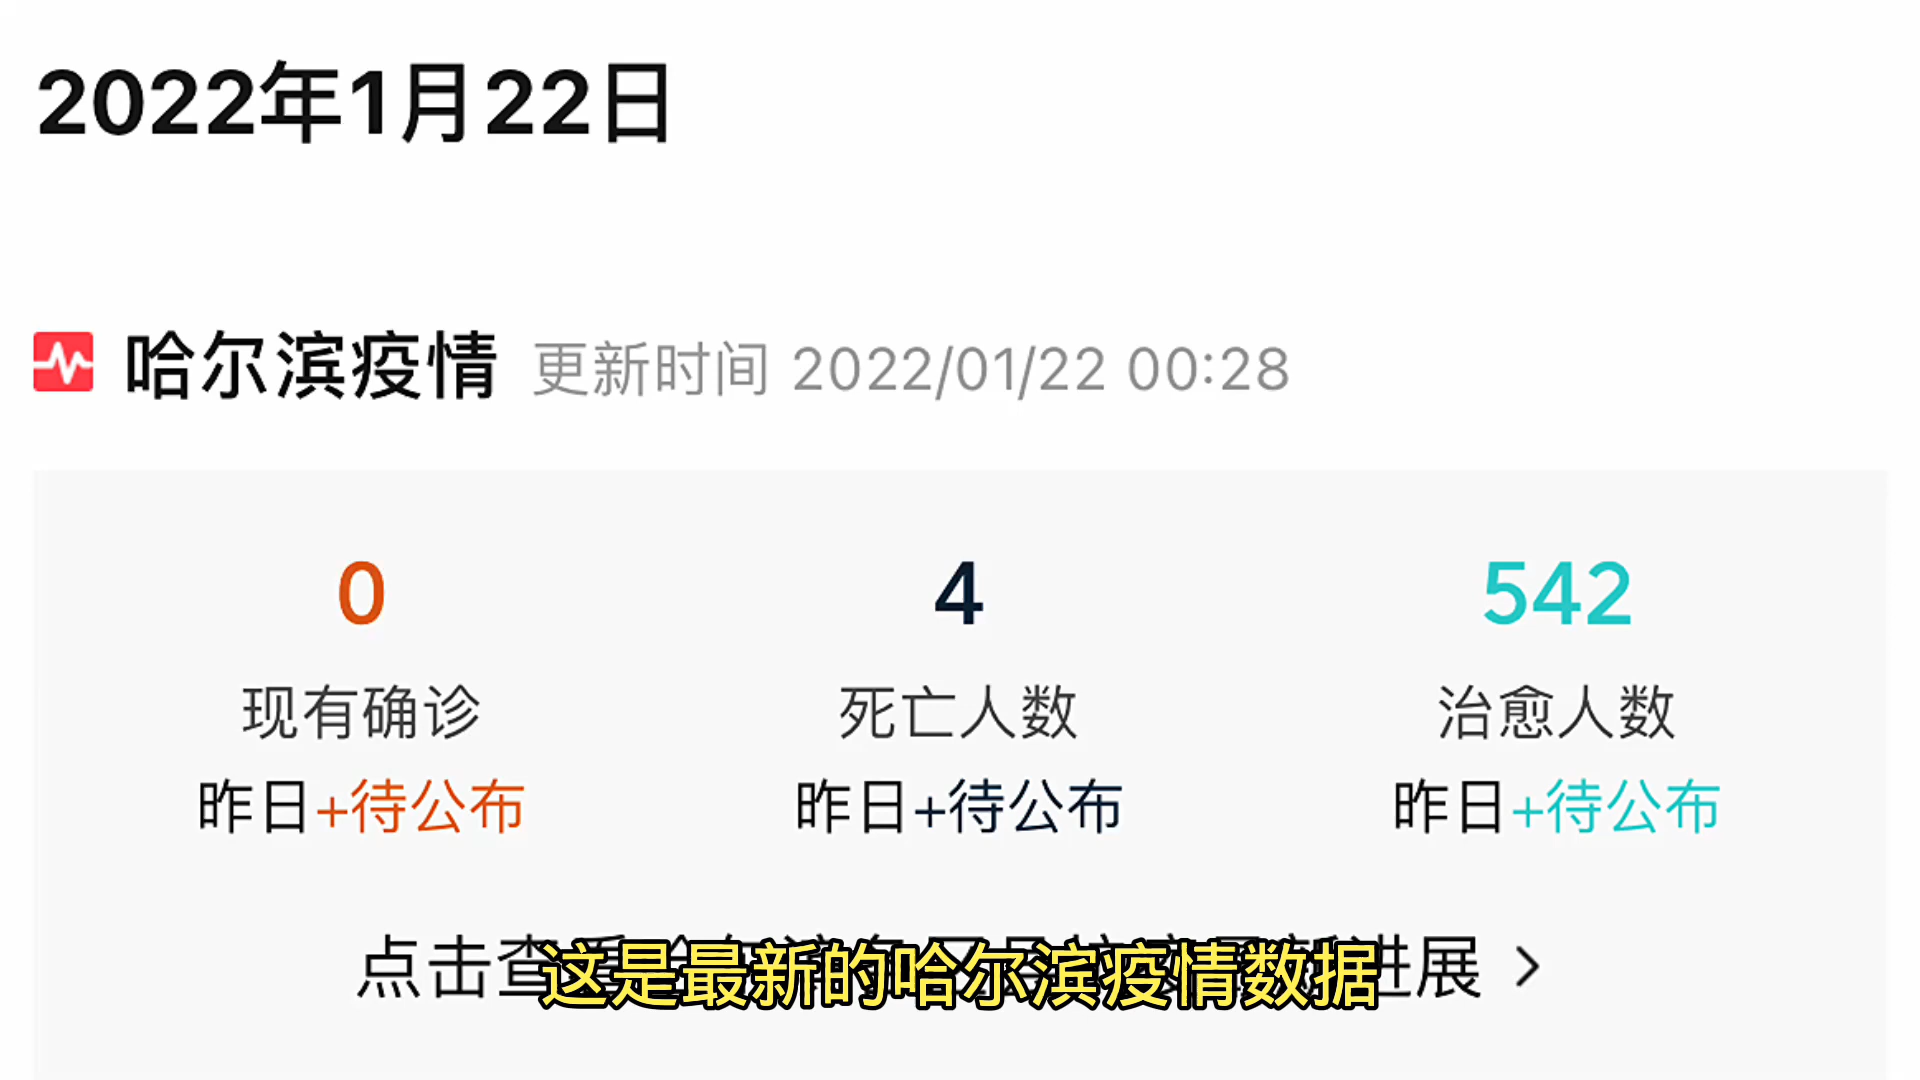 2022年1月22日
哈尔滨疫情 更新时间 2022/01/22 00:28
0 4 542
现有确诊 死亡人数 治愈人数
昨日+待公布 昨日+待公布 昨日+待公布
点击查看 进展 >
这是最新的哈尔滨疫情数据